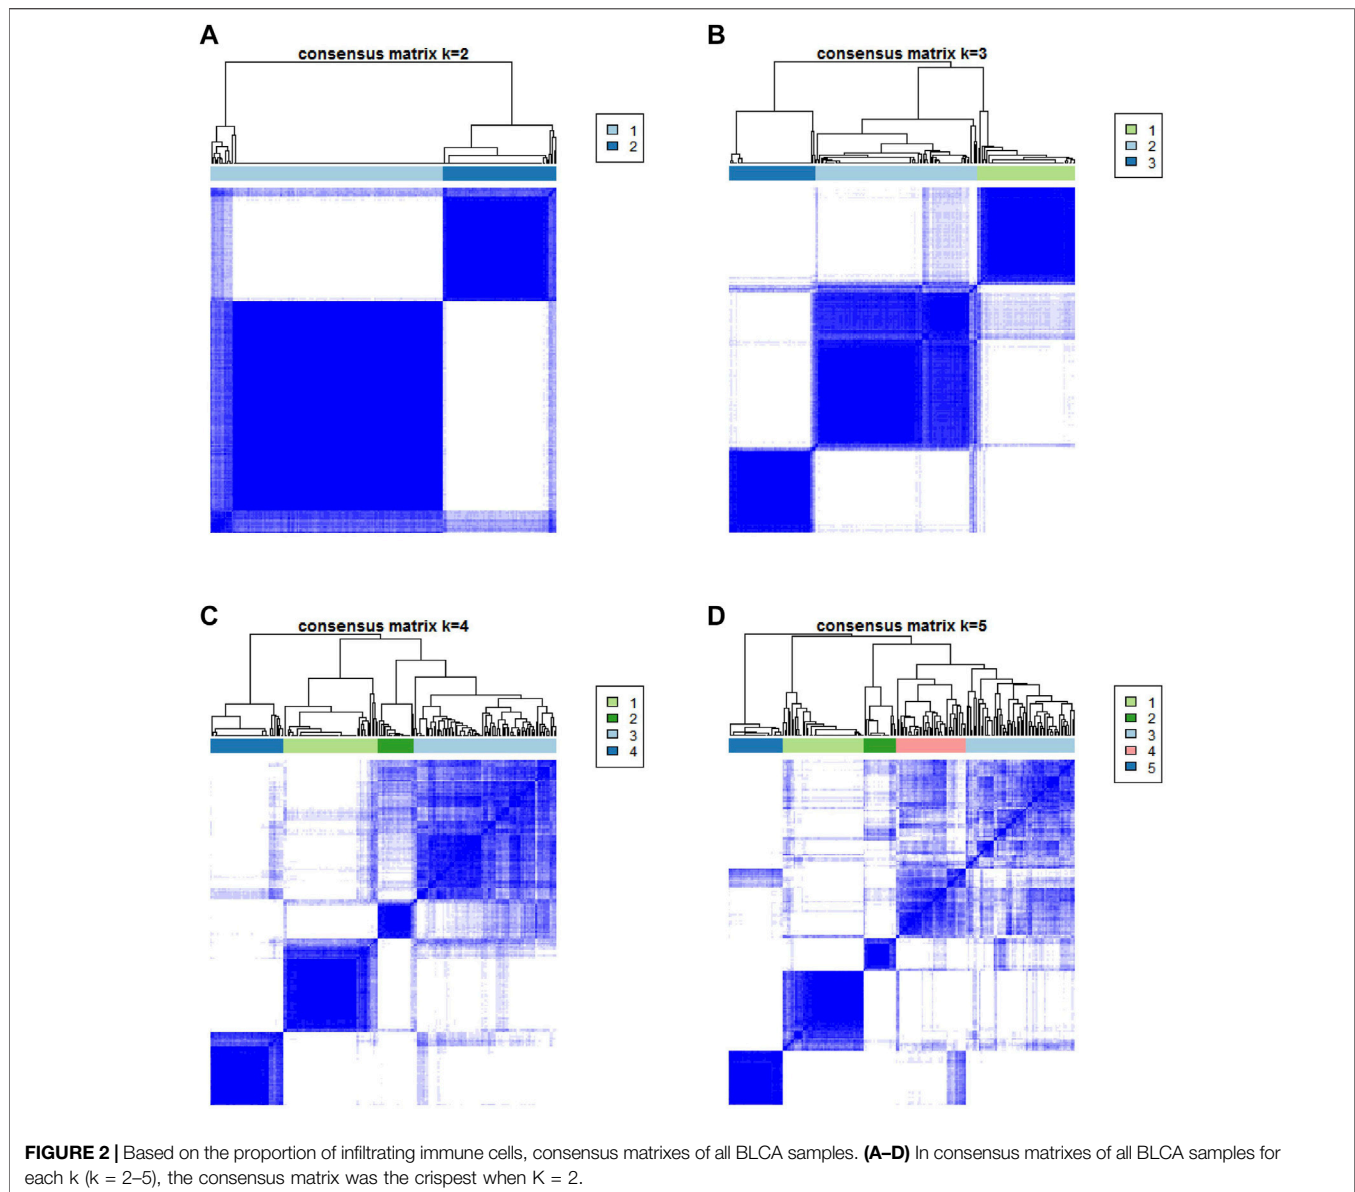 A
consensus matrix k=2
1
2
B
consensus matrix k=3
1
2
3
C
consensus matrix k=4
1
2
3
4
D
consensus matrix k=5
1
2
3
4
5
FIGURE 2 | Based on the proportion of infiltrating immune cells, consensus matrixes of all BLCA samples. (A–D) In consensus matrixes of all BLCA samples for
each k (k = 2–5), the consensus matrix was the crispest when K = 2.